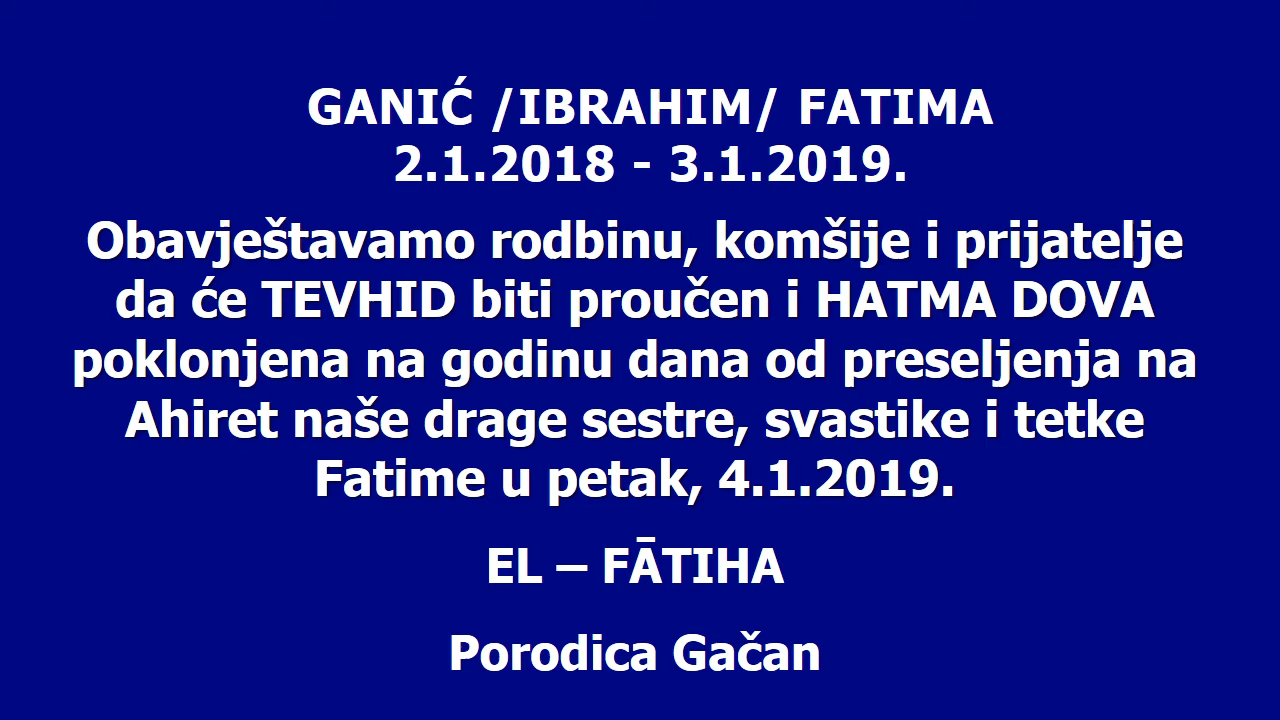 GANIĆ /IBRAHIM/ FATIMA
2.1.2018 - 3.1.2019.
Obavještavamo rodbinu, komšije i prijatelje
da će TEVHID biti proučen i HATMA DOVA
poklonjena na godinu dana od preseljenja na
Ahiret naše drage sestre, svastike i tetke
Fatime u petak, 4.1.2019.
EL – FĀTIHA
Porodica Gačan